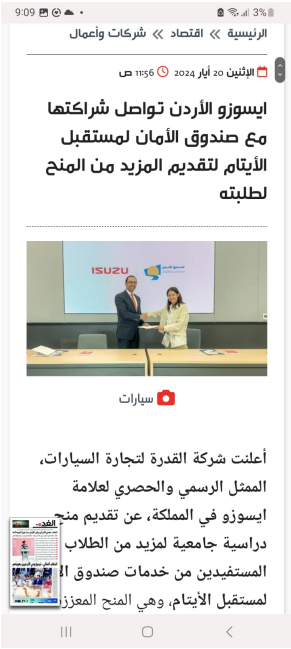 9:09
3%
الرئيسية » اقتصاد » شركات وأعمال
الإثنين 20 أيار 2024 11:56 ص
ايسوزو الأردن تواصل شراكتها
مع صندوق الأمان لمستقبل
الأيتام لتقديم المزيد من المنح
لطلبته
ISUZU
سيارات
أعلنت شركة القدرة لتجارة السيارات،
الممثل الرسمي والحصري لعلامة
ايسوزو في المملكة، عن تقديم منح
دراسية جامعية لمزيد من الطلاب
المستفيدين من خدمات صندوق
لمستقبل الأيتام، وهي المنح المعززة
الغد